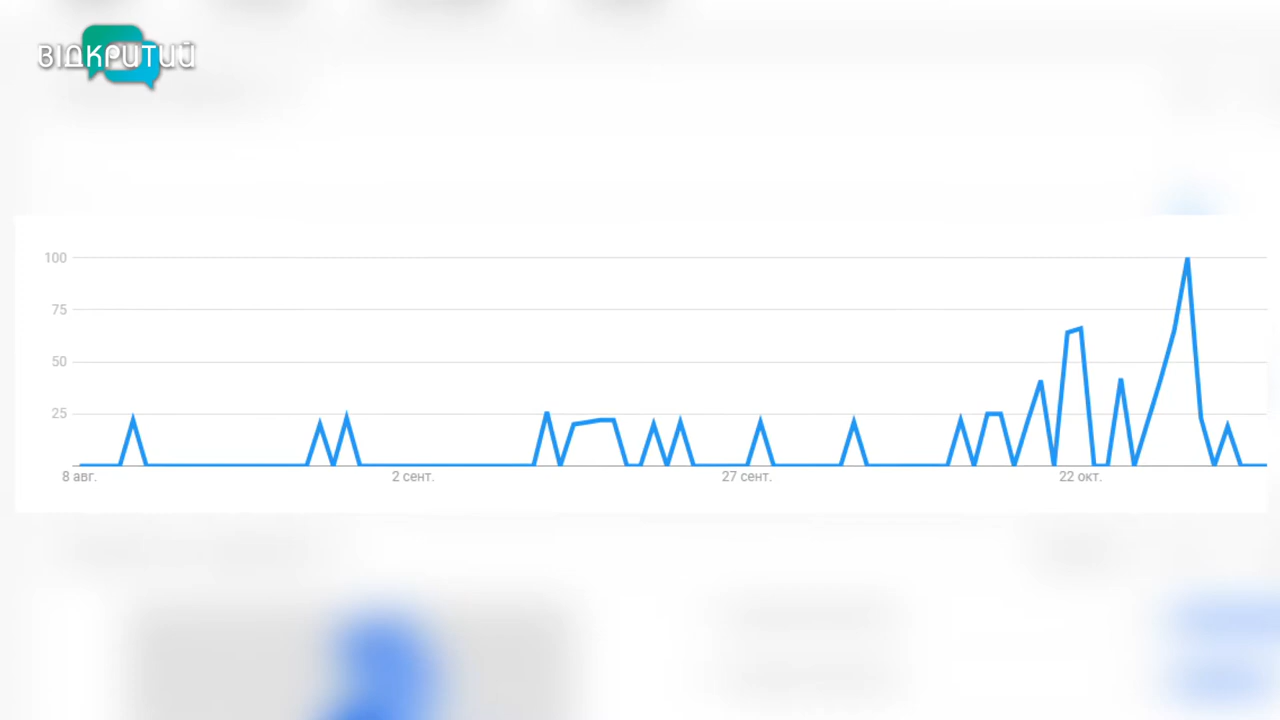 ВІДКРИТИЙ
100
75
50
25
8 авг.
2 сент.
27 сент.
22 окт.